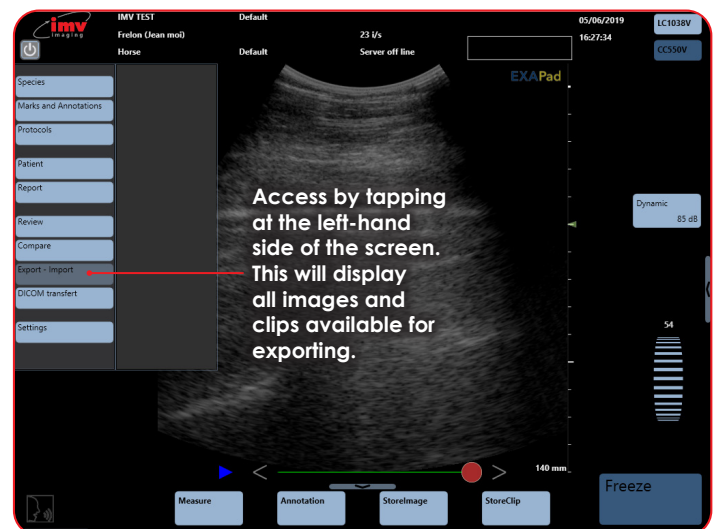 imv
imaging
IMV TEST
Default
Frelon (Jean moi)
23 i/s
Horse
Default
Server off line
05/06/2019
16:27:34
LC1038V
CC550V
EXAPad
Species
Marks and Annotations
Protocols
Patient
Report
Review
Compare
Export - Import
DICOM transfert
Settings
Access by tapping
at the left-hand
side of the screen.
This will display
all images and
clips available for
exporting.
Dynamic
85 dB
54
140 mm
Freeze
Measure
Annotation
StoreImage
StoreClip